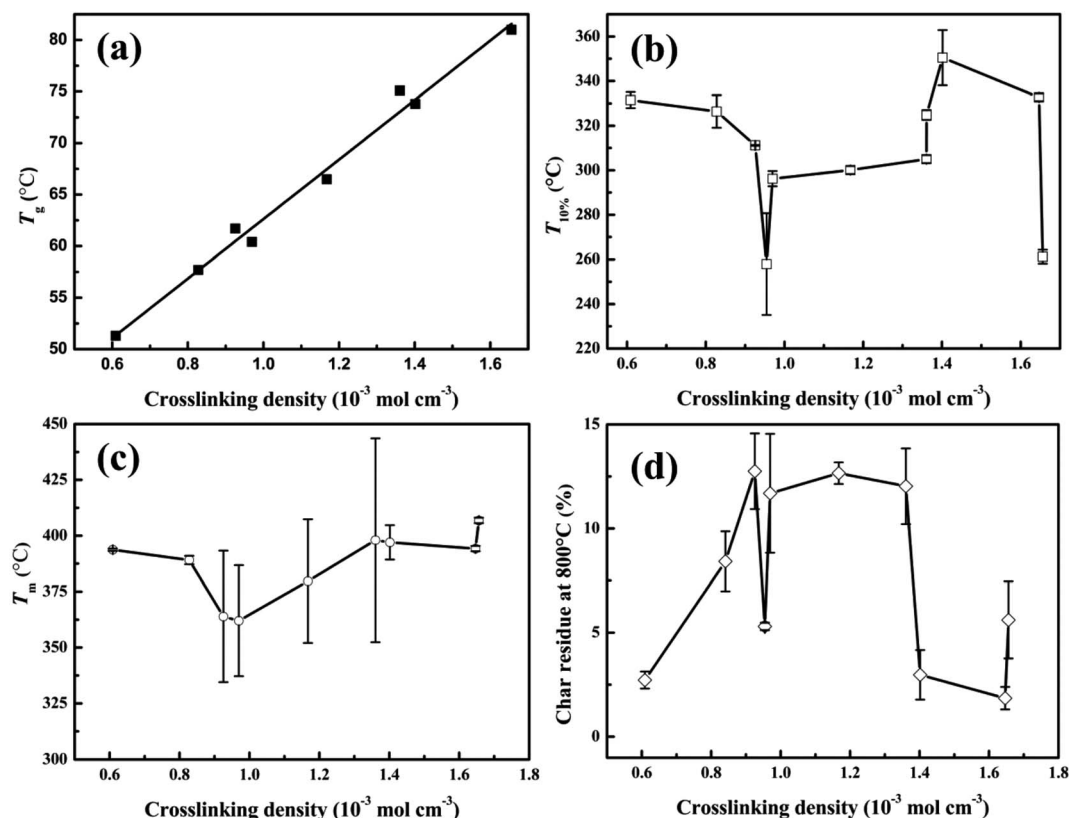 (a)
80
75
70
65
60
55
50
T_g (°C)
0.6 0.8 1.0 1.2 1.4 1.6
Crosslinking density (10⁻³ mol cm⁻³)
(b)
360
340
320
300
280
260
240
220
T_10% (°C)
0.6 0.8 1.0 1.2 1.4 1.6
Crosslinking density (10⁻³ mol cm⁻³)
(c)
450
425
400
375
350
325
300
T_m (°C)
0.6 0.8 1.0 1.2 1.4 1.6 1.8
Crosslinking density (10⁻³ mol cm⁻³)
(d)
15
10
5
0
Char residue at 800°C (%)
0.6 0.8 1.0 1.2 1.4 1.6 1.8
Crosslinking density (10⁻³ mol cm⁻³)